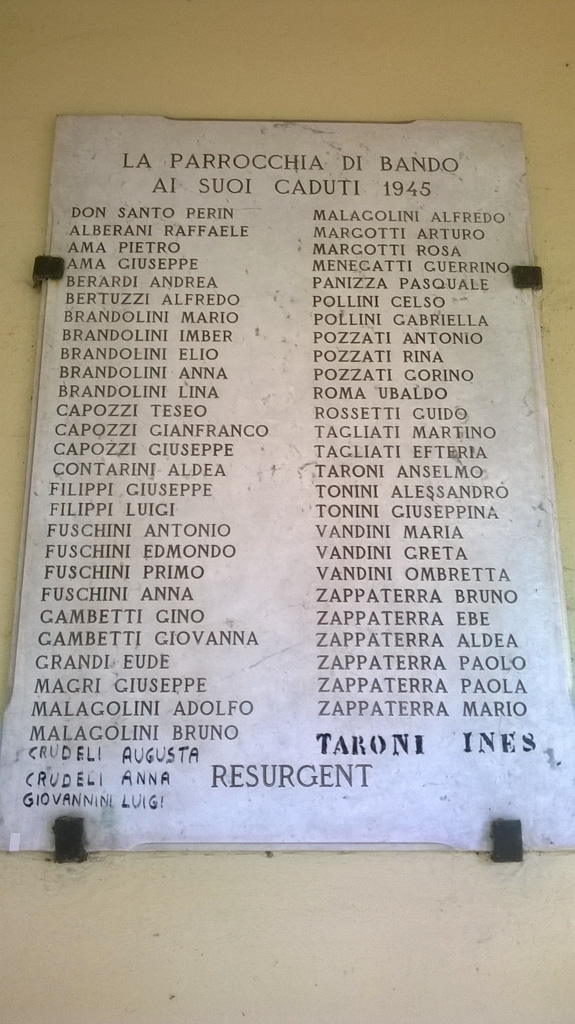 LA PARROCCHIA DI BANDO
AI SUOI CADUTI 1945
DON SANTO PERIN
ALBERANI RAFFAELE
AMA PIETRO
AMA GIUSEPPE
BERARDI ANDREA
BERTUZZI ALFREDO
BRANDOLINI MARIO
BRANDOLINI IMBER
BRANDOLINI ELIO
BRANDOLINI ANNA
BRANDOLINI LINA
CAPOZZI TESEO
CAPOZZI GIANFRANCO
CAPOZZI GIUSEPPE
CONTARINI ALDEA
FILIPPI GIUSEPPE
FILIPPI LUIGI
FUSCHINI ANTONIO
FUSCHINI EDMONDO
FUSCHINI PRIMO
FUSCHINI ANNA
GAMBETTI GINO
GAMBETTI GIOVANNA
GRANDI EUDE
MAGRI GIUSEPPE
MALAGOLINI ADOLFO
MALAGOLINI BRUNO
CRUDELI AUGUSTA
CRUDELI ANNA
GIOVANNINI LUIGI
MALAGOLINI ALFREDO
MARGOTTI ARTURO
MARGOTTI ROSA
MENEGATTI GUERRINO
PANIZZA PASQUALE
POLLINI CELSO
POLLINI GABRIELLA
POZZATI ANTONIO
POZZATI RINA
POZZATI GORINO
ROMA UBALDO
ROSSETTI GUIDO
TAGLIATI MARTINO
TAGLIATI EFTERIA
TARONI ANSELMO
TONINI ALESSANDRO
TONINI GIUSEPPINA
VANDINI MARIA
VANDINI GRETA
VANDINI OMBRETTA
ZAPPATERRA BRUNO
ZAPPATERRA EBE
ZAPPATERRA ALDEA
ZAPPATERRA PAOLO
ZAPPATERRA PAOLA
ZAPPATERRA MARIO
TARONI INES
RESURGENT